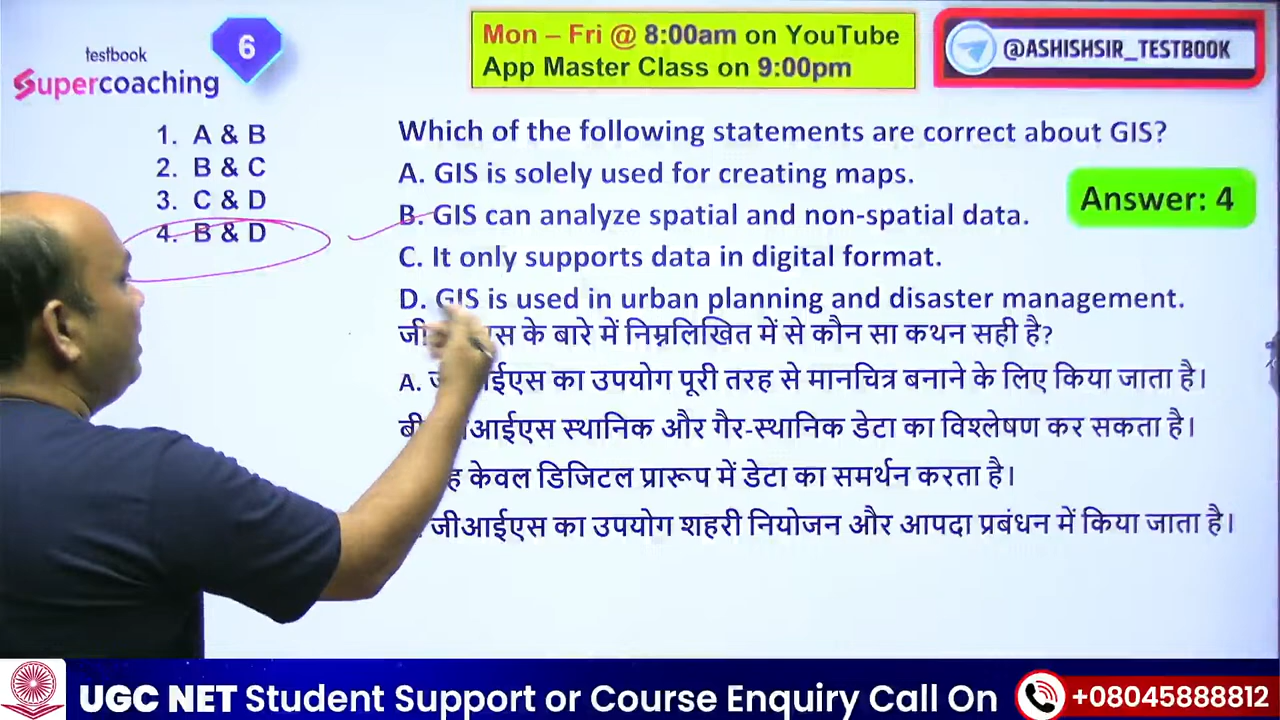 testbook
Supercoaching
6
Mon – Fri @ 8:00am on YouTube
App Master Class on 9:00pm
@ASHISHSIR_TESTBOOK
1. A & B
2. B & C
3. C & D
4. B & D
Which of the following statements are correct about GIS?
A. GIS is solely used for creating maps.
B. GIS can analyze spatial and non-spatial data.
C. It only supports data in digital format.
D. GIS is used in urban planning and disaster management.
Answer: 4
के बारे में निम्नलिखित में से कौन सा कथन सही है?
A. का उपयोग पूरी तरह से मानचित्र बनाने के लिए किया जाता है।
स्थानिक और गैर-स्थानिक डेटा का विश्लेषण कर सकता है।
केवल डिजिटल प्रारूप में डेटा का समर्थन करता है।
जीआईएस का उपयोग शहरी नियोजन और आपदा प्रबंधन में किया जाता है।
UGC NET Student Support or Course Enquiry Call On
+08045888812